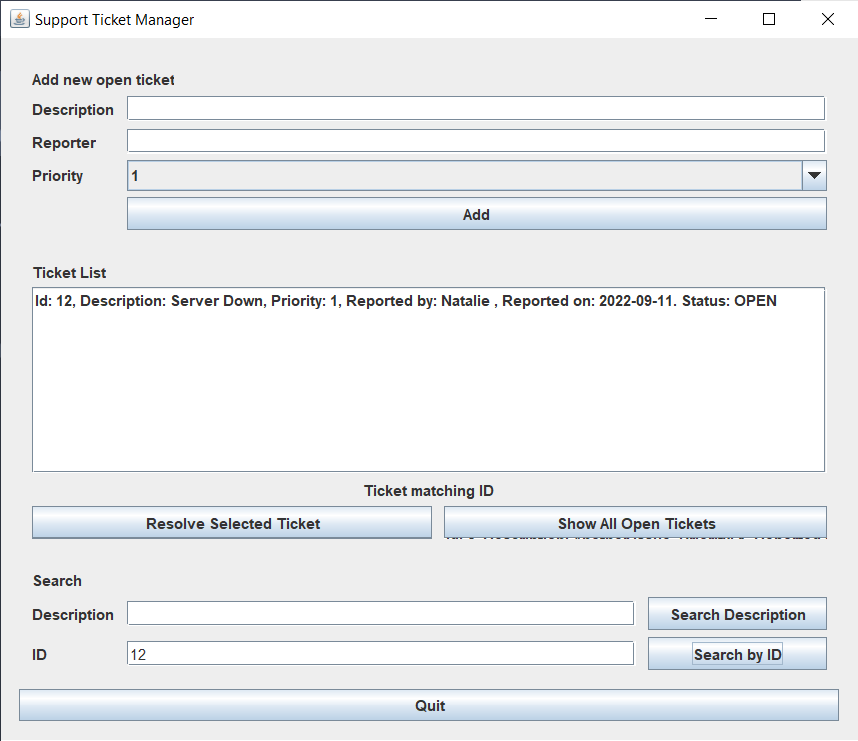 Support Ticket Manager
Add new open ticket
Description
Reporter
Priority 1
Add
Ticket List
Id: 12, Description: Server Down, Priority: 1, Reported by: Natalie , Reported on: 2022-09-11. Status: OPEN
Ticket matching ID
Resolve Selected Ticket Show All Open Tickets
Search
Description Search Description
ID 12 Search by ID
Quit